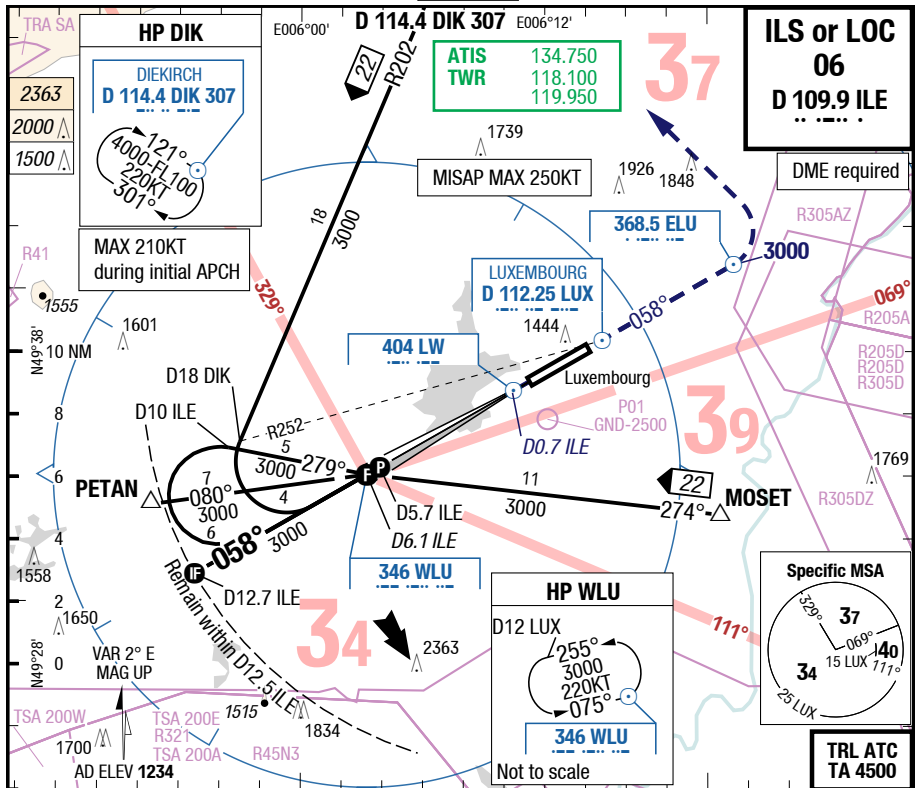 TRA SA
HP DIK
DIEKIRCH
D 114.4 DIK 307
121°
4000-FL100
220KT
301°
2363
2000
1500
E006°00'
D 114.4 DIK 307
E006°12'
22
R202
ATIS 134.750
TWR 118.100
119.950
37
ILS or LOC
06
D 109.9 ILE
DME required
1739
MISAP MAX 250KT
1926
1848
R305AZ
368.5 ELU
3000
MAX 210KT
during initial APCH
18
3000
R41
1555
1601
329°
LUXEMBOURG
D 112.25 LUX
058°
069°
R205A
R205D
R205D
R305D
1444
404 LW
N49°38'
10 NM
Luxembourg
D18 DIK
D10 ILE
P01
GND-2500
39
D0.7 ILE
R252
8
5
3000
279°
6
7
080°
3000
F
P
PETAN
4
6
3000
058°
11
3000
22
274°
MOSET
1769
R305DZ
D5.7 ILE
D6.1 ILE
346 WLU
4
1558
IF
D12.7 ILE
Remain within D12.5 ILE
34
2363
111°
2
1650
N49°28'
0
VAR 2° E
MAG UP
HP WLU
D12 LUX
255°
3000
220KT
075°
346 WLU
Not to scale
Specific MSA
329°
37
069°
15 LUX
40
111°
34
25 LUX
TSA 200W
1700
AD ELEV 1234
TSA 200E
R321
TSA 200A
1515
1834
R45N3
TRL ATC
TA 4500